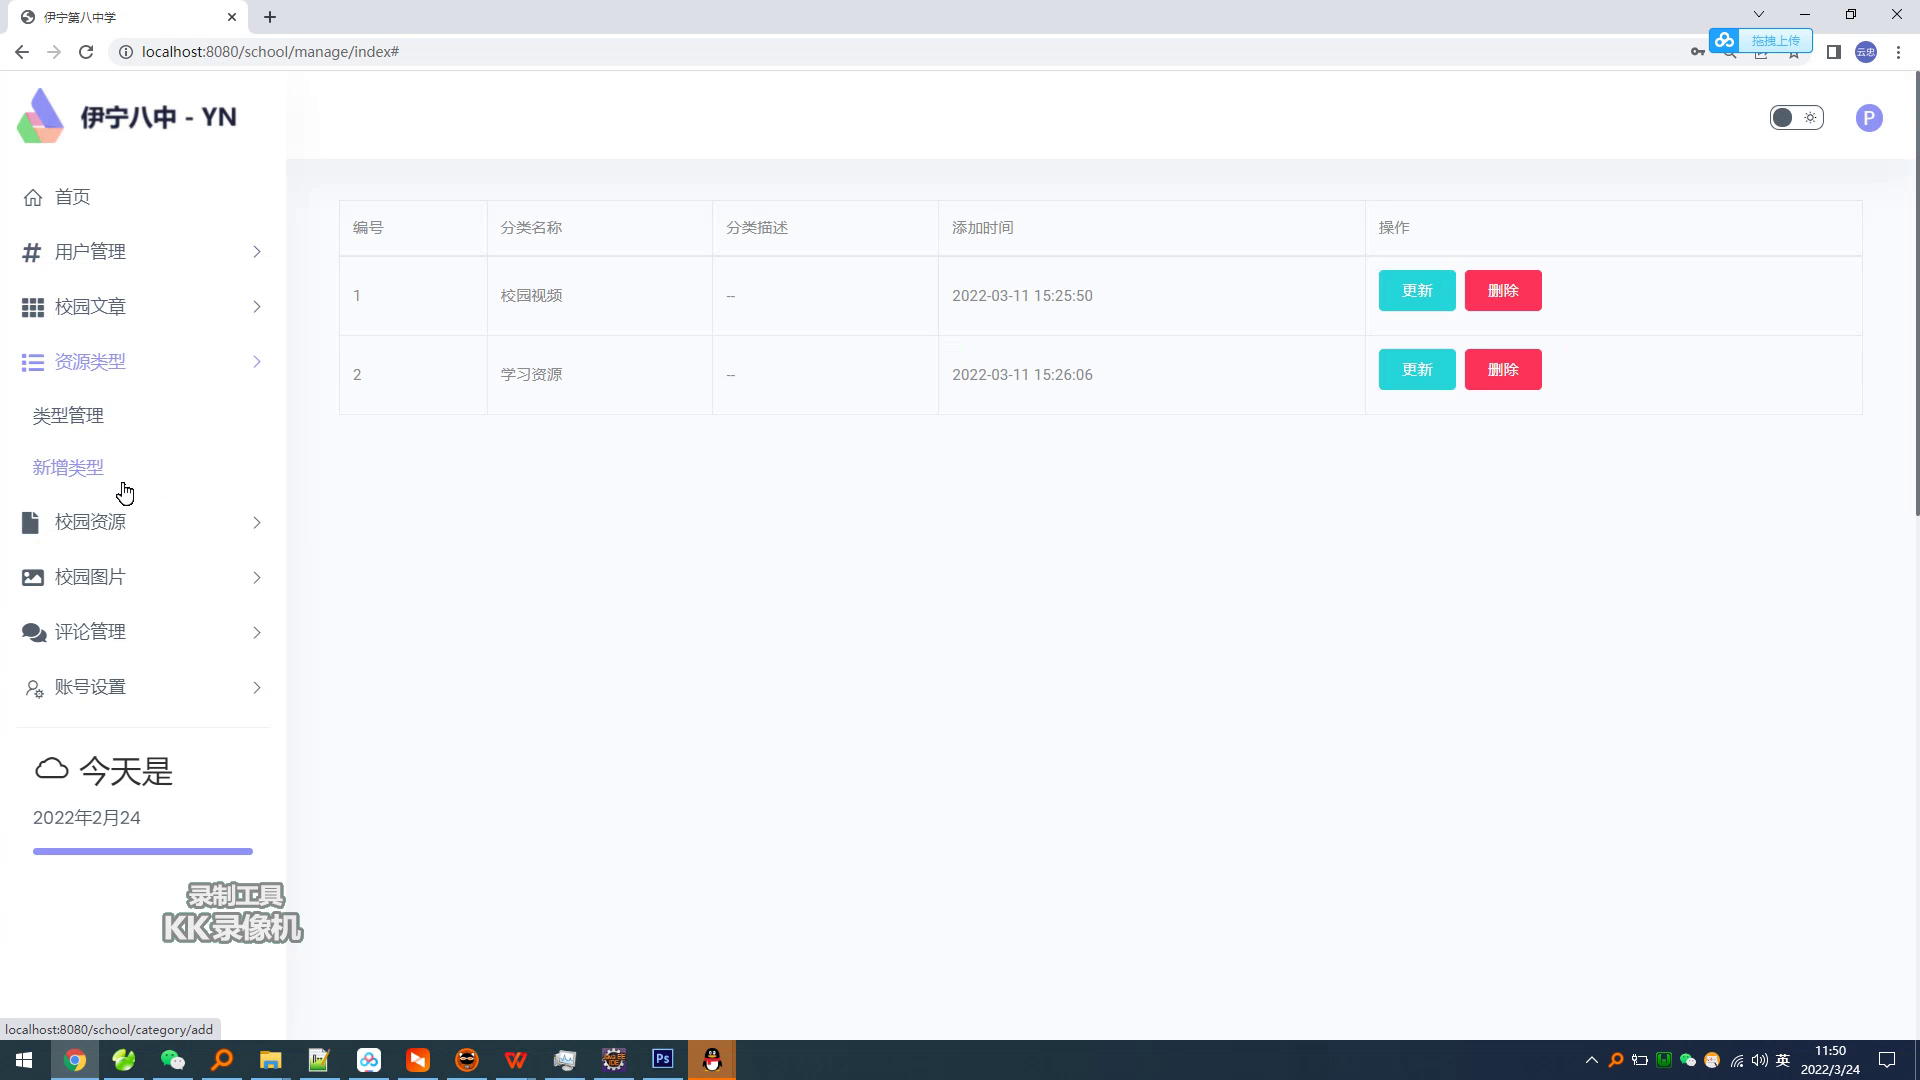 伊宁第八中学
localhost:8080/school/manage/index#
拖拽上传
云忠
伊宁八中 - YN
P
首页
用户管理
校园文章
资源类型
类型管理
新增类型
校园资源
校园图片
评论管理
账号设置
今天是
2022年2月24
编号 分类名称 分类描述 添加时间 操作
1 校园视频 -- 2022-03-11 15:25:50 更新 删除
2 学习资源 -- 2022-03-11 15:26:06 更新 删除
录制工具
KK录像机
localhost:8080/school/category/add
Ps
英
11:50
2022/3/24